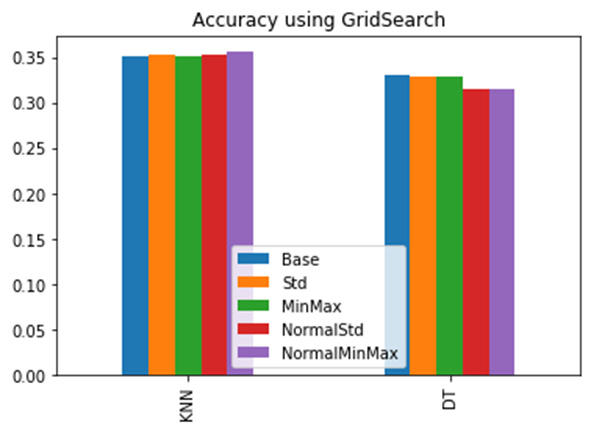 Accuracy using GridSearch
0.35
0.30
0.25
0.20
0.15
0.10
0.05
0.00
Base
Std
MinMax
NormalStd
NormalMinMax
KNN
DT